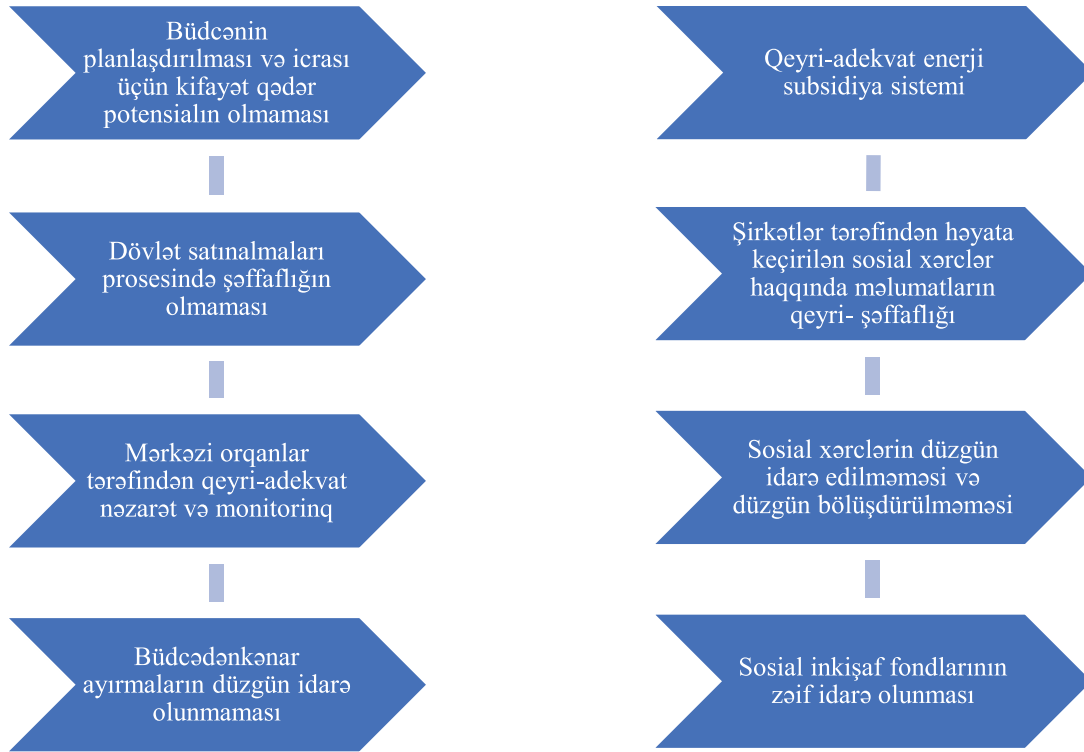 Büdcənin
planlaşdırılması və icrası
üçün kifayət qədər
potensialın olmaması
Dövlət satınalmaları
prosesində şəffaflığın
olmaması
Mərkəzi orqanlar
tərəfindən qeyri-adekvat
nəzarət və monitorinq
Büdcədənkənar
ayırmaların düzgün idarə
olunmaması
Qeyri-adekvat enerji
subsidiya sistemi
Şirkətlər tərəfindən həyata
keçirilən sosial xərclər
haqqında məlumatların
qeyri- şəffaflığı
Sosial xərclərin düzgün
idarə edilməməsi və
düzgün bölüşdürülməməsi
Sosial inkişaf fondlarının
zəif idarə olunması